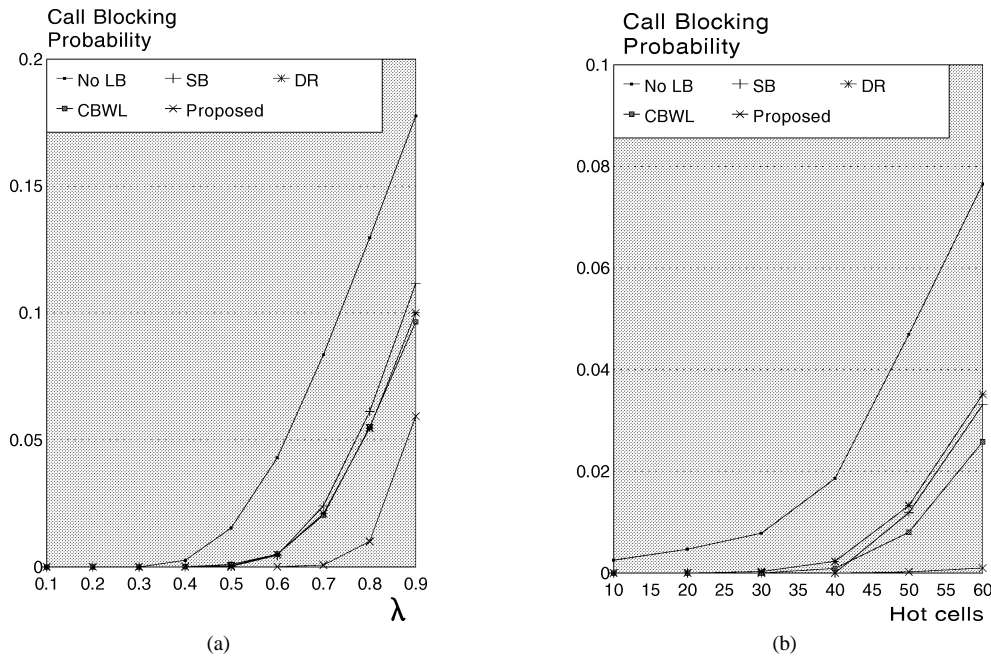 Call Blocking
Probability
0.2
No LB SB DR
CBWL Proposed
0.15
0.1
0.05
0
0.1 0.2 0.3 0.4 0.5 0.6 0.7 0.8 0.9
λ
(a)
Call Blocking
Probability
0.1
No LB SB DR
CBWL Proposed
0.08
0.06
0.04
0.02
0
10 15 20 25 30 35 40 45 50 55 60
Hot cells
(b)